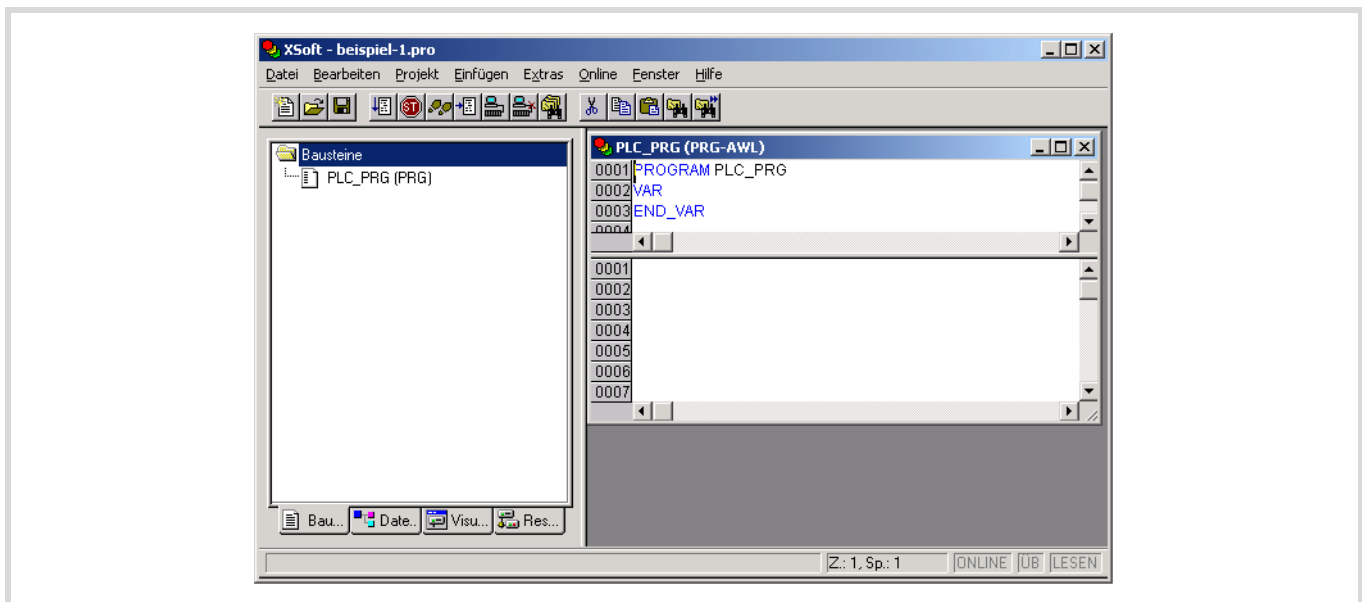 XSoft - beispiel-1.pro
Datei Bearbeiten Projekt Einfügen Extras Online Fenster Hilfe
Bausteine
PLC_PRG (PRG)
PLC_PRG (PRG-AWL)
0001 PROGRAM PLC_PRG
0002 VAR
0003 END_VAR
0004
0001
0002
0003
0004
0005
0006
0007
Bau... Date.. Visu... Res...
Z.: 1, Sp.: 1 ONLINE ÜB LESEN